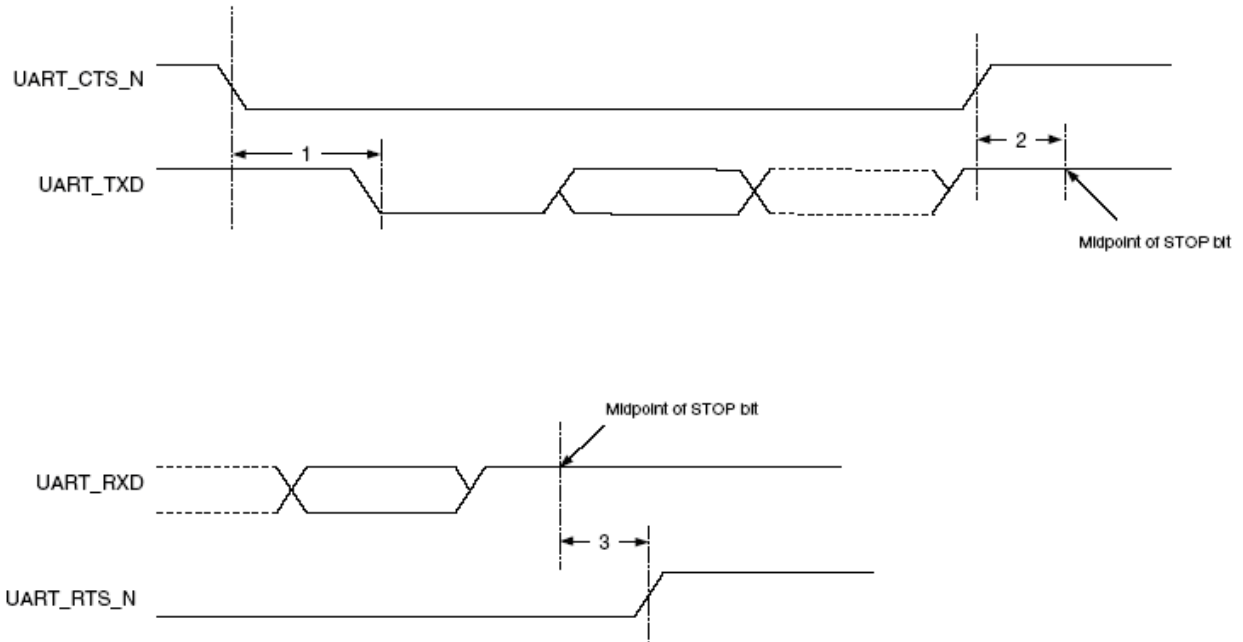 UART_CTS_N
1
2
UART_TXD
Midpoint of STOP bit
Midpoint of STOP bit
UART_RXD
3
UART_RTS_N